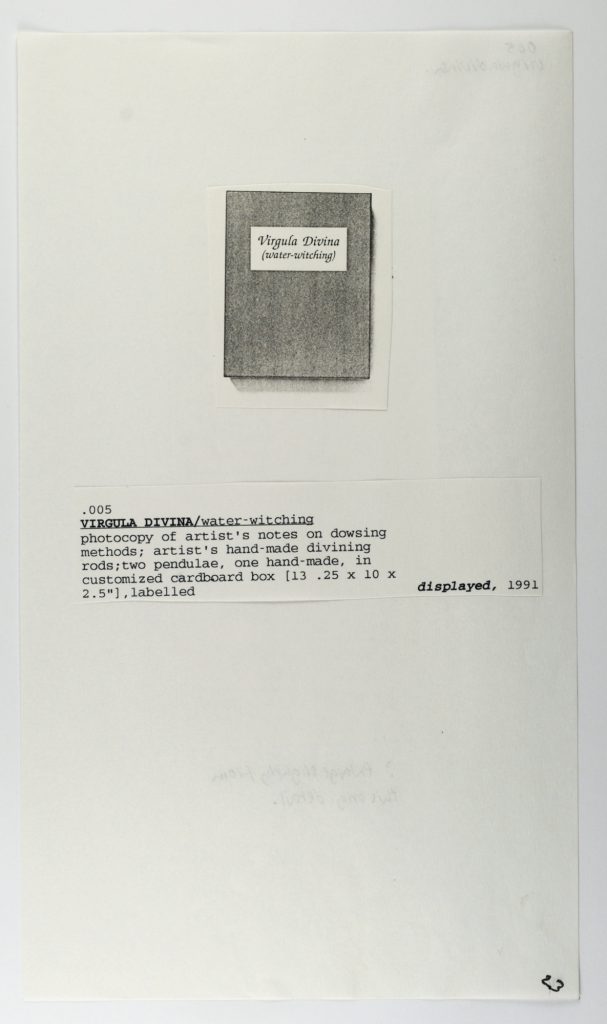 Virgula Divina
(water-witching)
.005
VIRGULA DIVINA/water-witching
photocopy of artist's notes on dowsing
methods; artist's hand-made divining
rods;two pendulae, one hand-made, in
customized cardboard box [13 .25 x 10 x
2.5"],labelled
displayed, 1991
23